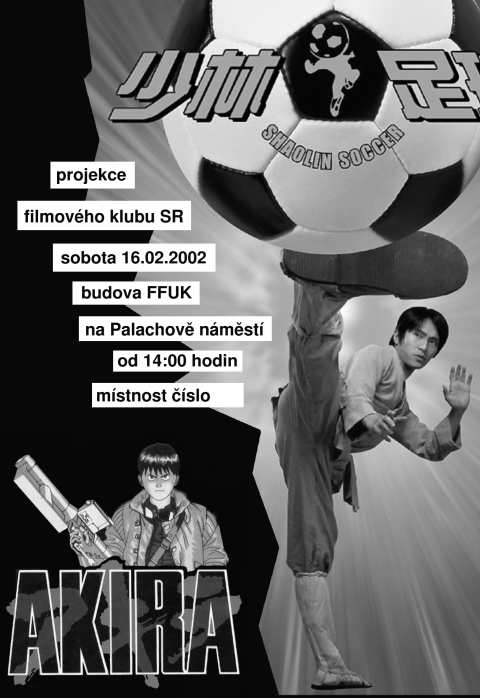 少林足
SHAOLIN SOCCER
projekce
filmového klubu SR
sobota 16.02.2002
budova FFUK
na Palachově náměstí
od 14:00 hodin
místnost číslo
AKIRA